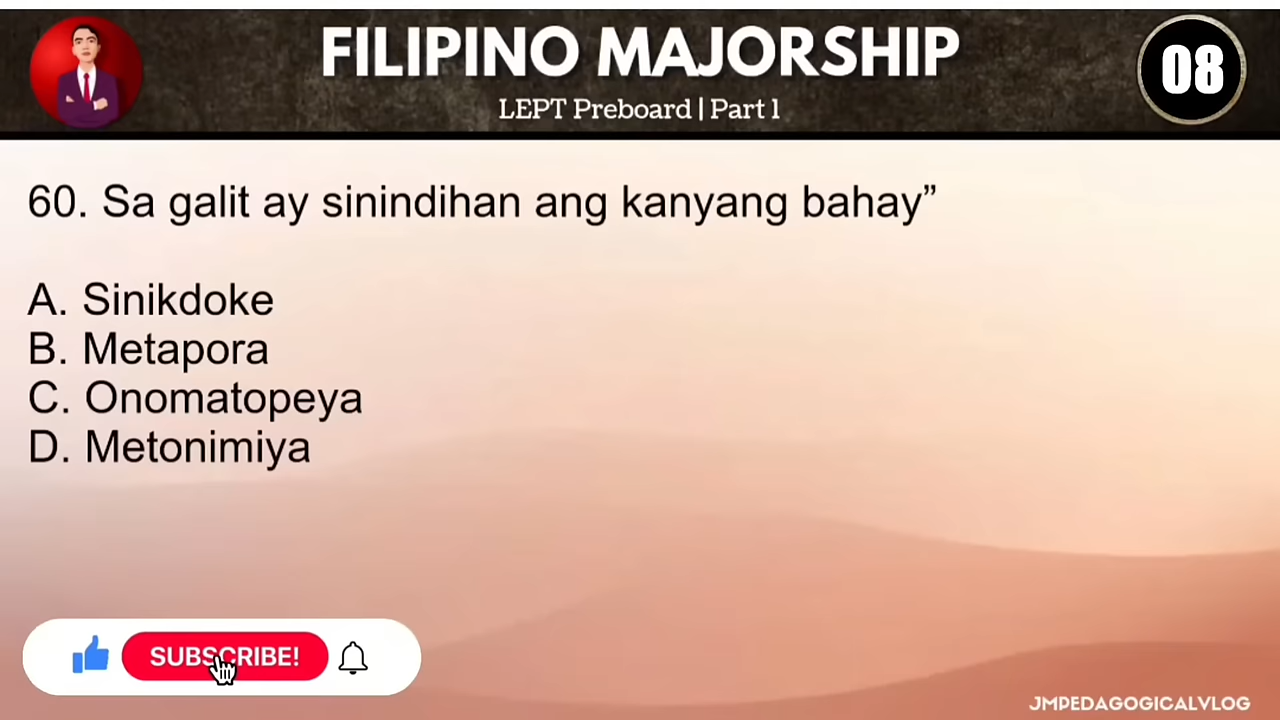 FILIPINO MAJORSHIP
LEPT Preboard | Part 1
08
60. Sa galit ay sinindihan ang kanyang bahay”
A. Sinikdoke
B. Metapora
C. Onomatopeya
D. Metonimiya
SUBSCRIBE!
JMPEDAGOGICALVLOG